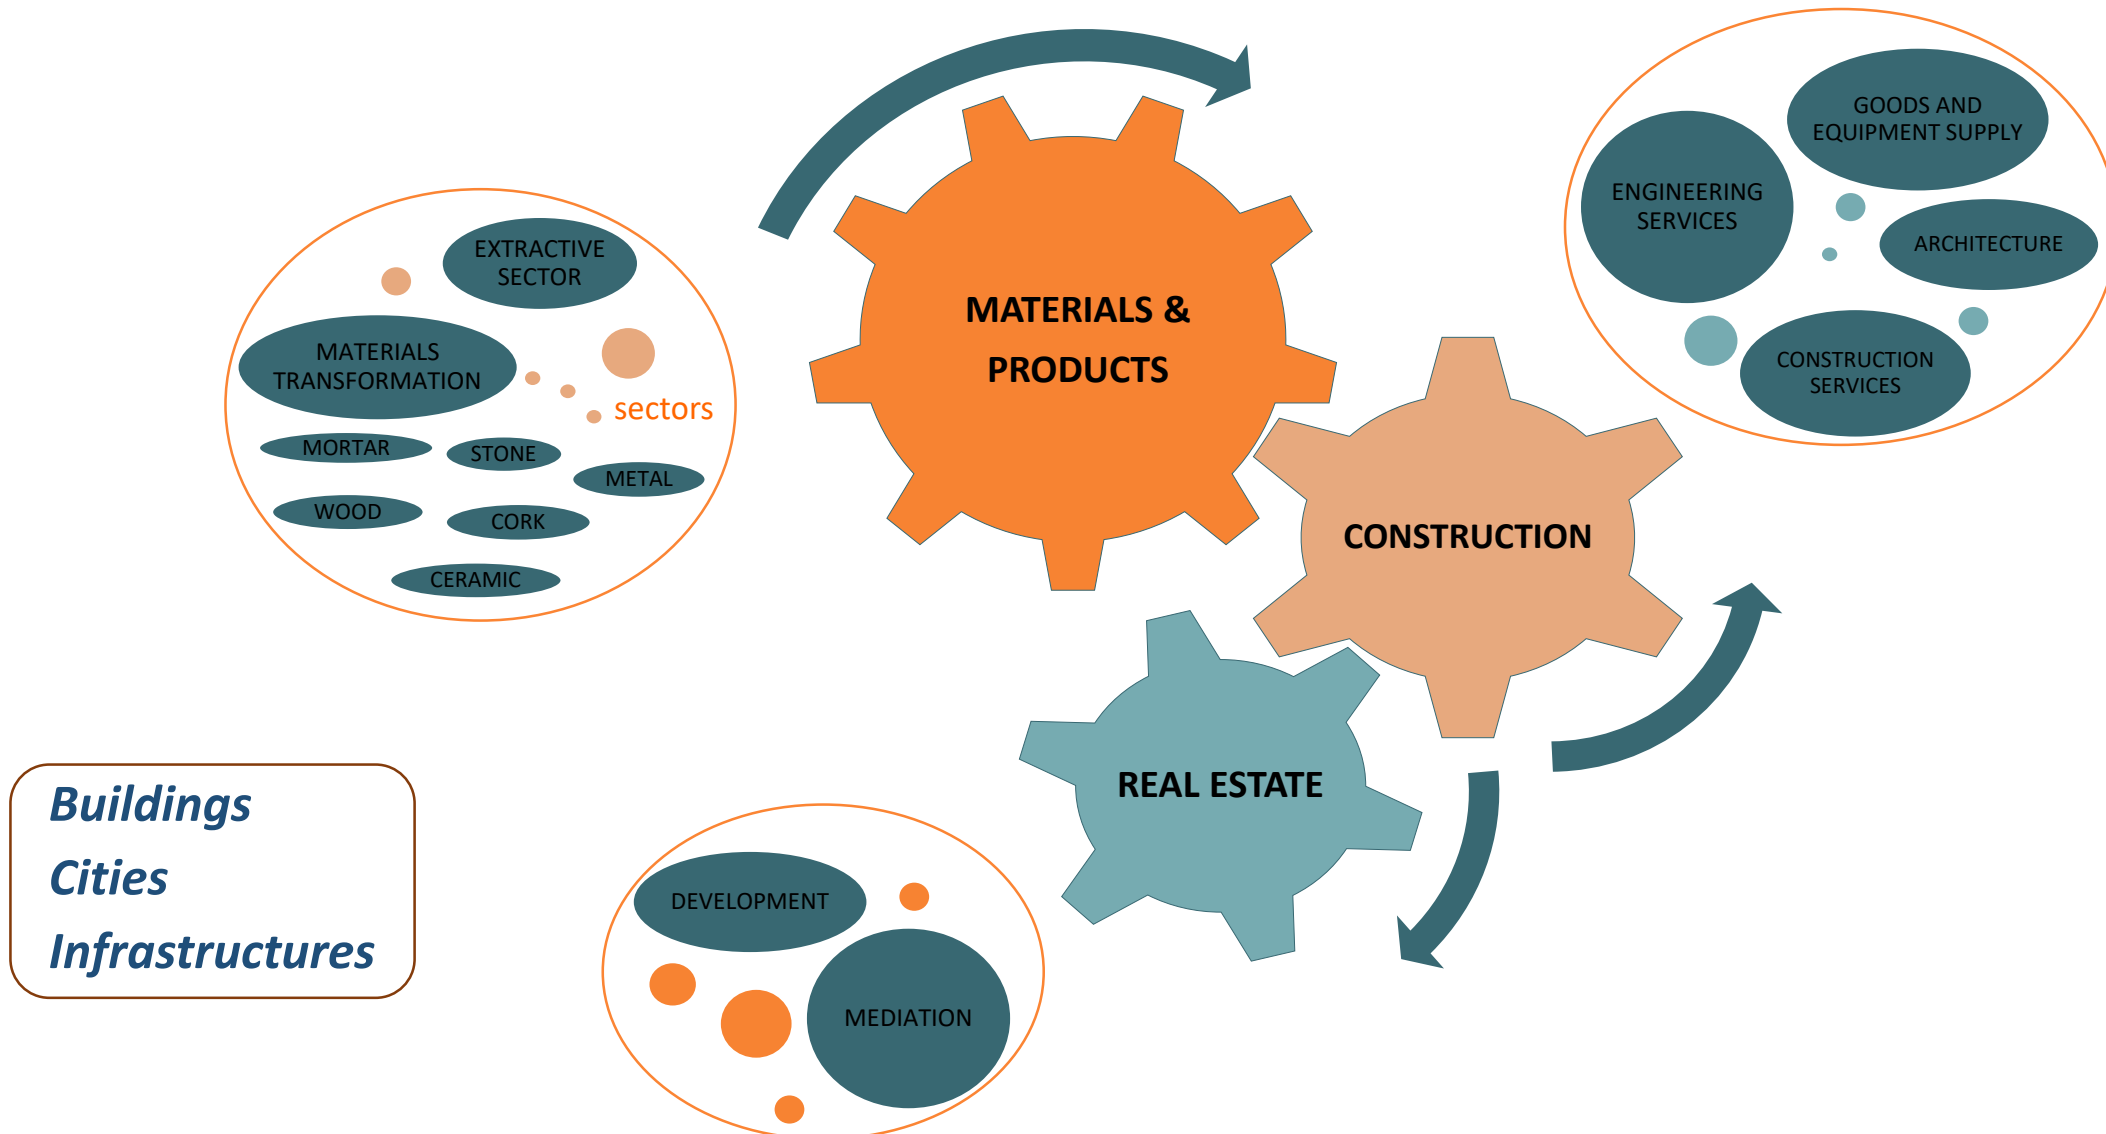 GOODS AND
EQUIPMENT SUPPLY
ENGINEERING
SERVICES
ARCHITECTURE
CONSTRUCTION
SERVICES
EXTRACTIVE
SECTOR
MATERIALS
TRANSFORMATION
sectors
MORTAR
STONE
METAL
WOOD
CORK
CERAMIC
MATERIALS &
PRODUCTS
CONSTRUCTION
REAL ESTATE
Buildings
Cities
Infrastructures
DEVELOPMENT
MEDIATION